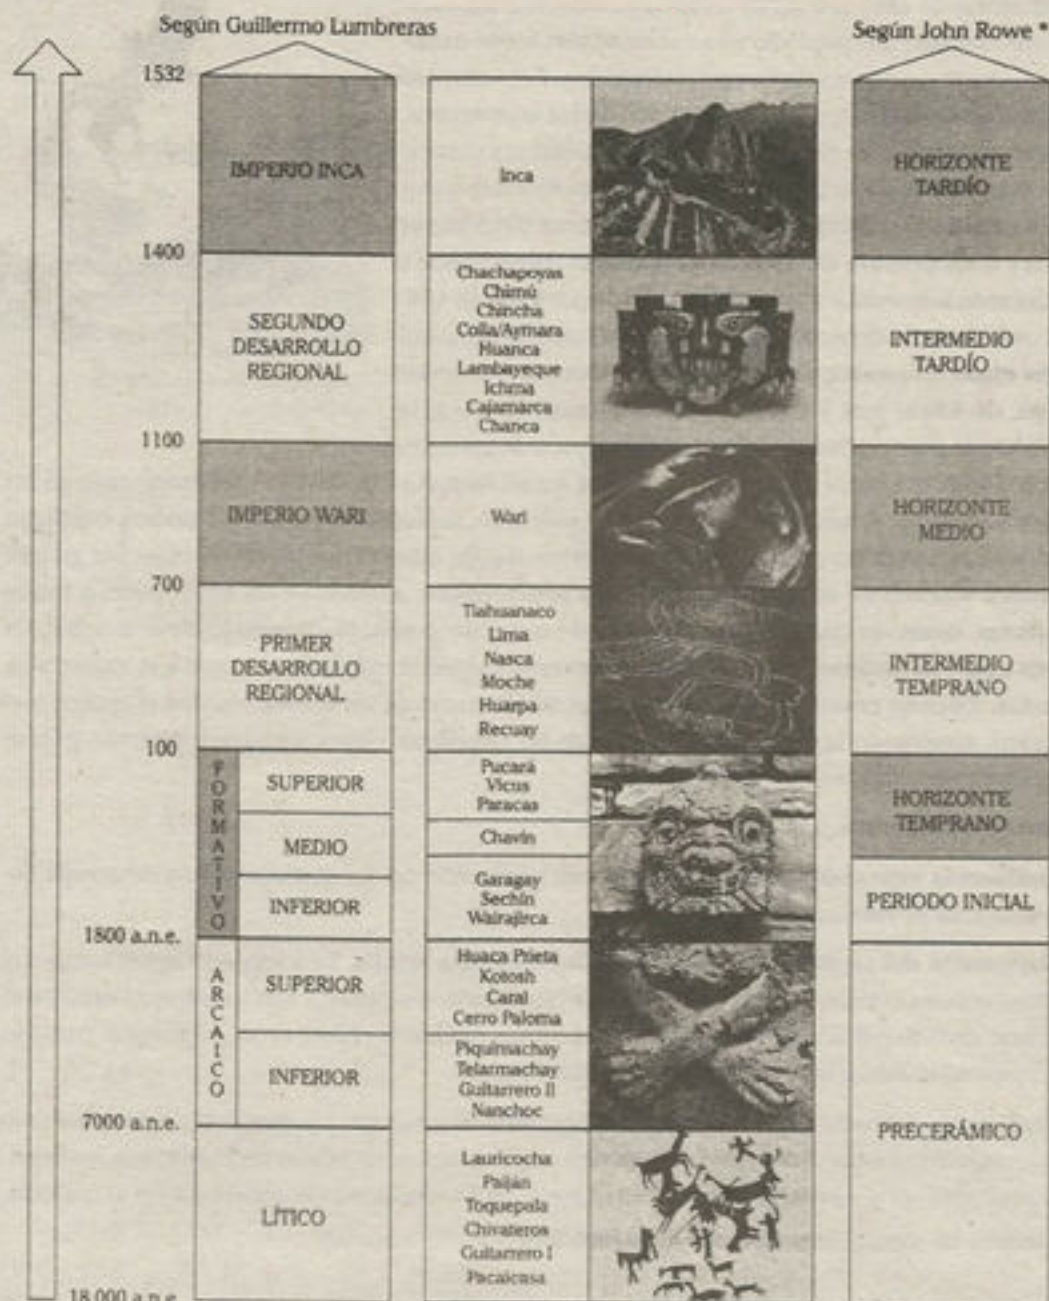 Según Guillermo Lumbreras
Según John Rowe *
1532
IMPERIO INCA
Inca
HORIZONTE
TARDÍO
1400
SEGUNDO
DESARROLLO
REGIONAL
Chachapoyas
Chimú
Chincha
Colla/Aymara
Huanca
Lambayeque
Ichma
Cajamarca
Chanca
INTERMEDIO
TARDÍO
1100
IMPERIO WARI
Wari
HORIZONTE
MEDIO
700
PRIMER
DESARROLLO
REGIONAL
Tiahuanaco
Lima
Nasca
Moche
Huarpa
Recuay
INTERMEDIO
TEMPRANO
100
FORMATIVO
SUPERIOR
Pucará
Vicus
Paracas
HORIZONTE
TEMPRANO
MEDIO
Chavín
INFERIOR
Garagay
Sechín
Wairajirca
PERIODO INICIAL
1800 a.n.e.
ARCAICO
SUPERIOR
Huaca Prieta
Kotosh
Caral
Cerro Paloma
INFERIOR
Piquimachay
Telarmachay
Guitarrero II
Nanchoc
7000 a.n.e.
PRECERÁMICO
LÍTICO
Lauricocha
Paiján
Toquepala
Chivateros
Guitarrero I
Pacaicasa
18 000 a.n.e.